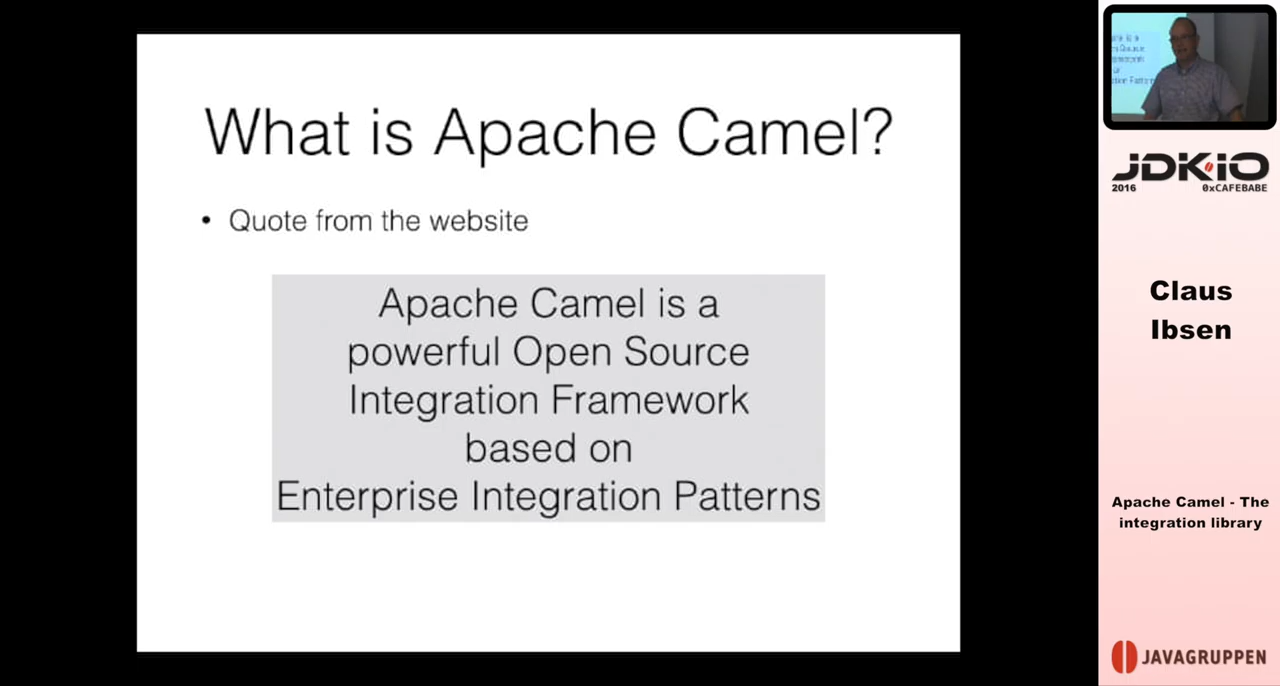 What is Apache Camel?
• Quote from the website
Apache Camel is a
powerful Open Source
Integration Framework
based on
Enterprise Integration Patterns
JDK.IO
2016 0xCAFEBABE
Claus
Ibsen
Apache Camel - The
integration library
JAVAGRUPPEN